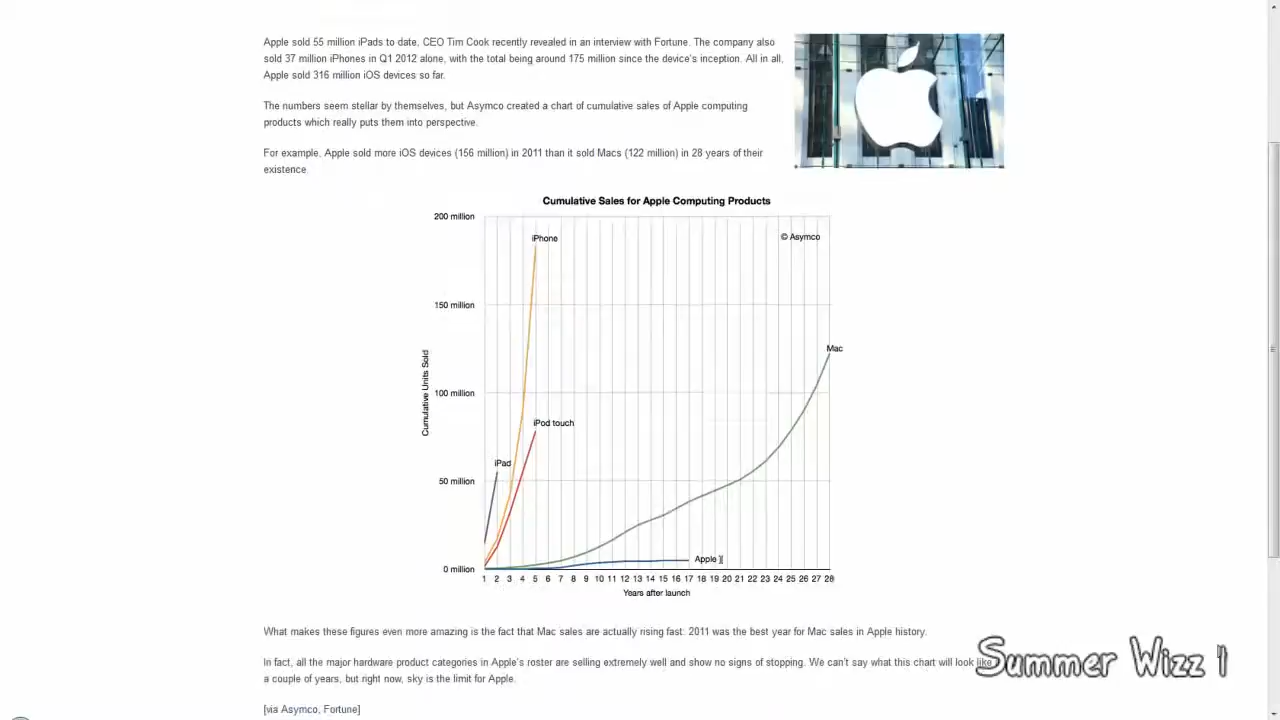 Apple sold 55 million iPads to date, CEO Tim Cook recently revealed in an interview with Fortune. The company also
sold 37 million iPhones in Q1 2012 alone, with the total being around 175 million since the device's inception. All in all,
Apple sold 316 million iOS devices so far.
The numbers seem stellar by themselves, but Asymco created a chart of cumulative sales of Apple computing
products which really puts them into perspective.
For example, Apple sold more iOS devices (156 million) in 2011 than it sold Macs (122 million) in 28 years of their
existence.
Cumulative Sales for Apple Computing Products
200 million
© Asymco
iPhone
150 million
Mac
Cumulative Units Sold
100 million
iPod touch
iPad
50 million
Apple ][
0 million
1 2 3 4 5 6 7 8 9 10 11 12 13 14 15 16 17 18 19 20 21 22 23 24 25 26 27 28
Years after launch
What makes these figures even more amazing is the fact that Mac sales are actually rising fast: 2011 was the best year for Mac sales in Apple history.
In fact, all the major hardware product categories in Apple's roster are selling extremely well and show no signs of stopping. We can't say what this chart will look like
a couple of years, but right now, sky is the limit for Apple.
[via Asymco, Fortune]
Summer Wizz 1